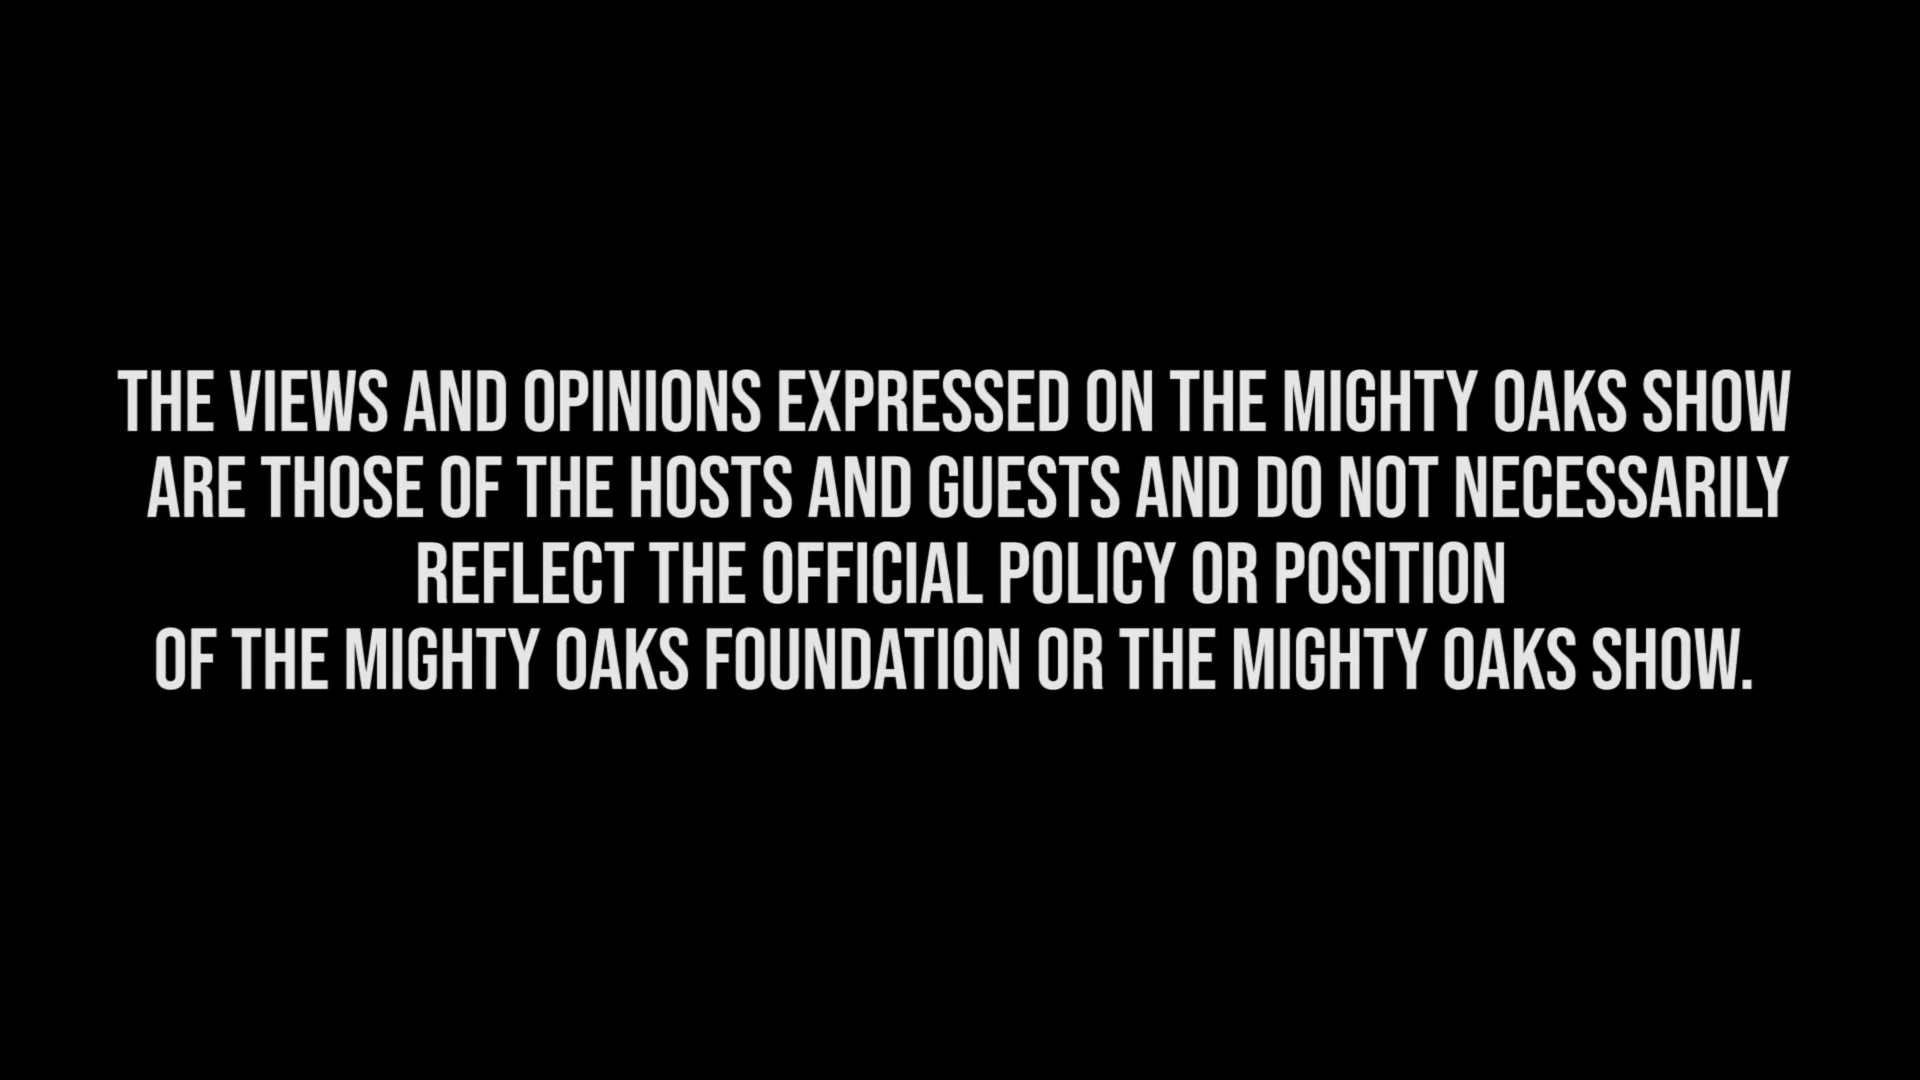 THE VIEWS AND OPINIONS EXPRESSED ON THE MIGHTY OAKS SHOW
ARE THOSE OF THE HOSTS AND GUESTS AND DO NOT NECESSARILY
REFLECT THE OFFICIAL POLICY OR POSITION
OF THE MIGHTY OAKS FOUNDATION OR THE MIGHTY OAKS SHOW.